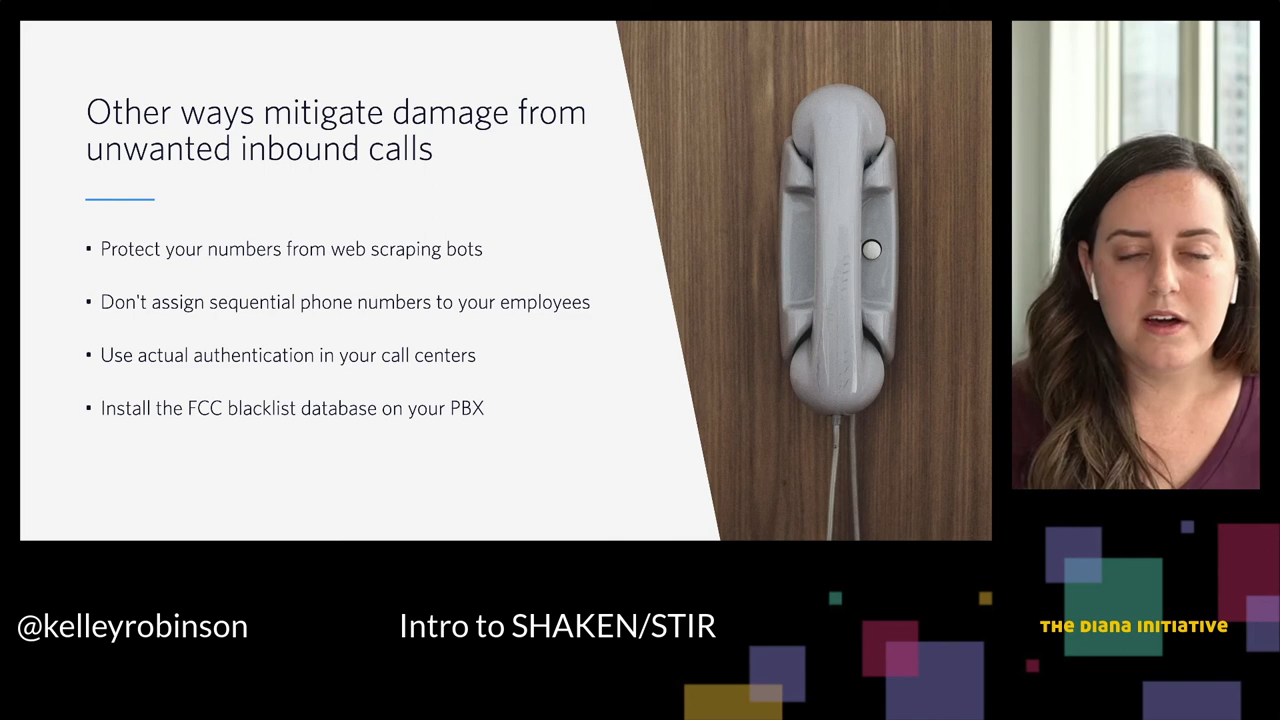 Other ways mitigate damage from
unwanted inbound calls
▪ Protect your numbers from web scraping bots
▪ Don't assign sequential phone numbers to your employees
▪ Use actual authentication in your call centers
▪ Install the FCC blacklist database on your PBX
@kelleyrobinson
Intro to SHAKEN/STIR
THE DIANA INITIATIVE